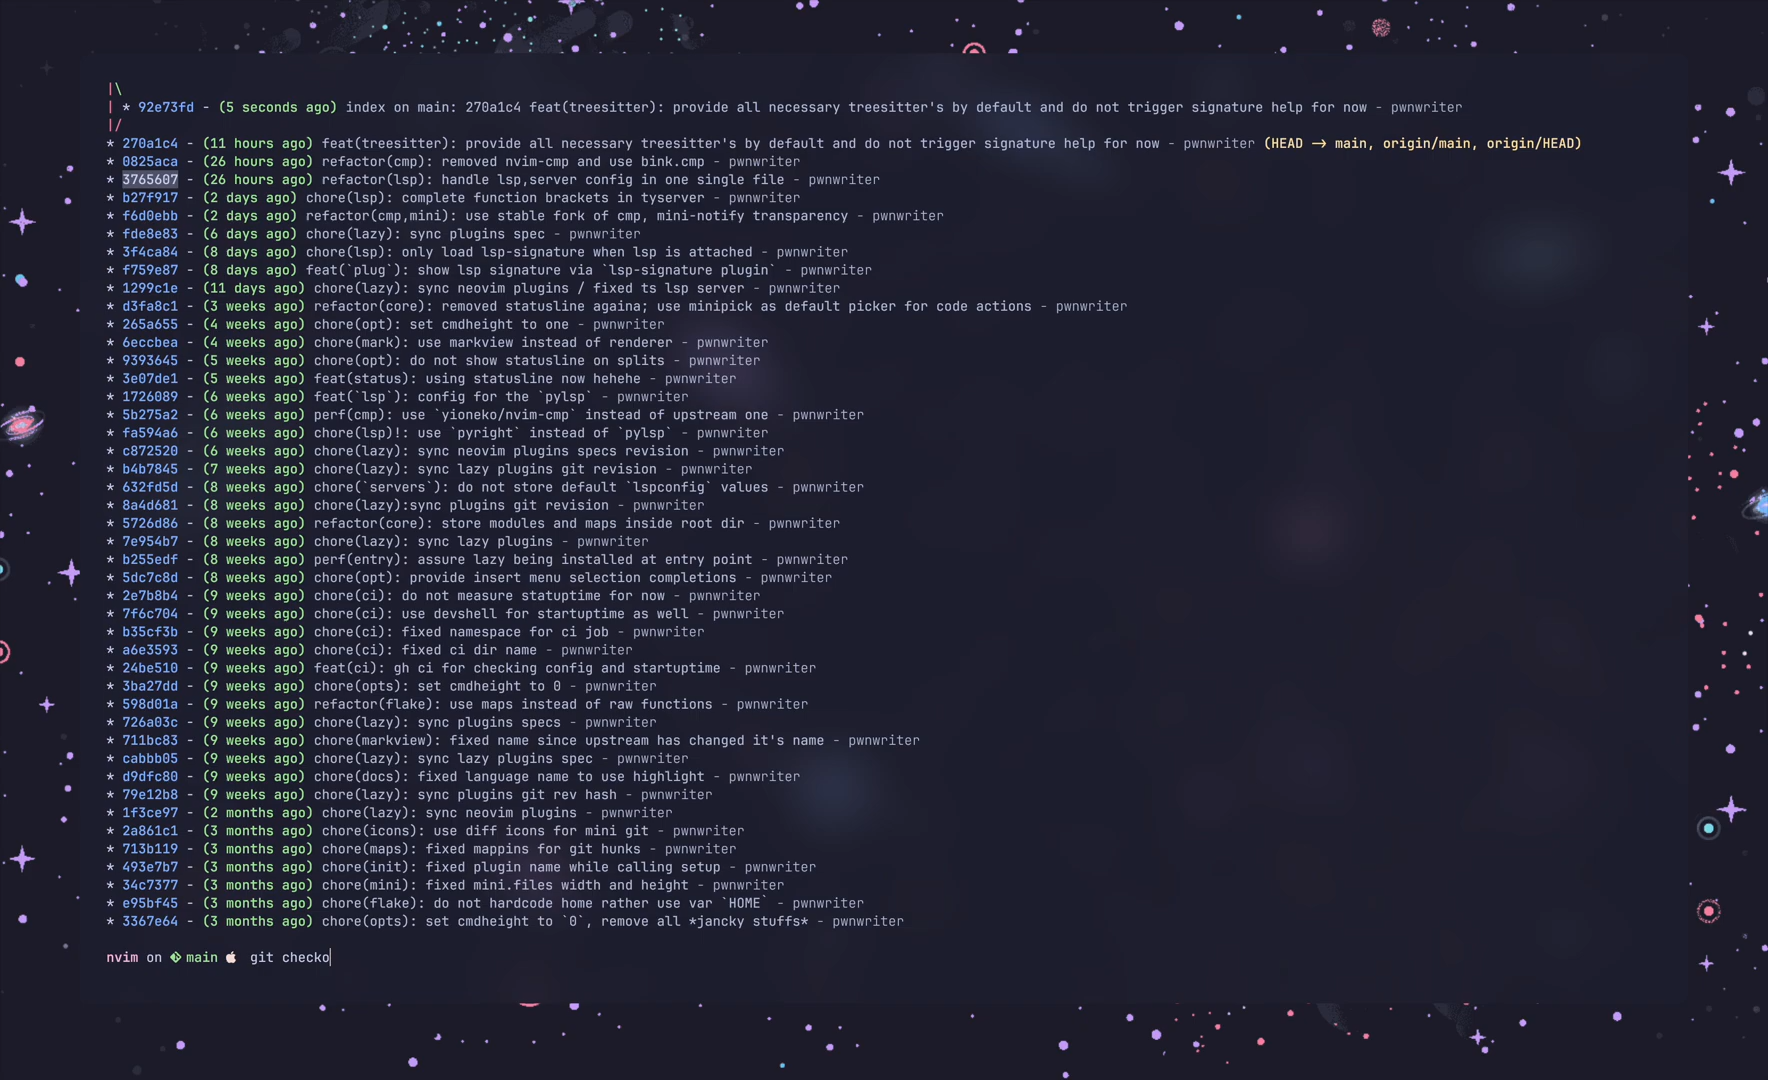 |\
| * 92e73fd - (5 seconds ago) index on main: 270a1c4 feat(treesitter): provide all necessary treesitter's by default and do not trigger signature help for now - pwnwriter
|/
* 270a1c4 - (11 hours ago) feat(treesitter): provide all necessary treesitter's by default and do not trigger signature help for now - pwnwriter (HEAD -> main, origin/main, origin/HEAD)
* 0825aca - (26 hours ago) refactor(cmp): removed nvim-cmp and use bink.cmp - pwnwriter
* 3765607 - (26 hours ago) refactor(lsp): handle lsp,server config in one single file - pwnwriter
* b27f917 - (2 days ago) chore(lsp): complete function brackets in tyserver - pwnwriter
* f6d0ebb - (2 days ago) refactor(cmp,mini): use stable fork of cmp, mini-notify transparency - pwnwriter
* fde8e83 - (6 days ago) chore(lazy): sync plugins spec - pwnwriter
* 3f4ca84 - (8 days ago) chore(lsp): only load lsp-signature when lsp is attached - pwnwriter
* f759e87 - (8 days ago) feat(`plug`): show lsp signature via `lsp-signature plugin` - pwnwriter
* 1299c1e - (11 days ago) chore(lazy): sync neovim plugins / fixed ts lsp server - pwnwriter
* d3fa8c1 - (3 weeks ago) refactor(core): removed statusline againa; use minipick as default picker for code actions - pwnwriter
* 265a655 - (4 weeks ago) chore(opt): set cmdheight to one - pwnwriter
* 6eccbea - (4 weeks ago) chore(mark): use markview instead of renderer - pwnwriter
* 9393645 - (5 weeks ago) chore(opt): do not show statusline on splits - pwnwriter
* 3e07de1 - (5 weeks ago) feat(status): using statusline now hehehe - pwnwriter
* 1726089 - (6 weeks ago) feat(`lsp`): config for the `pylsp` - pwnwriter
* 5b275a2 - (6 weeks ago) perf(cmp): use `yioneko/nvim-cmp` instead of upstream one - pwnwriter
* fa594a6 - (6 weeks ago) chore(lsp)!: use `pyright` instead of `pylsp` - pwnwriter
* c872520 - (6 weeks ago) chore(lazy): sync neovim plugins specs revision - pwnwriter
* b4b7845 - (7 weeks ago) chore(lazy): sync lazy plugins git revision - pwnwriter
* 632fd5d - (8 weeks ago) chore(`servers`): do not store default `lspconfig` values - pwnwriter
* 8a4d681 - (8 weeks ago) chore(lazy):sync plugins git revision - pwnwriter
* 5726d86 - (8 weeks ago) refactor(core): store modules and maps inside root dir - pwnwriter
* 7e954b7 - (8 weeks ago) chore(lazy): sync lazy plugins - pwnwriter
* b255edf - (8 weeks ago) perf(entry): assure lazy being installed at entry point - pwnwriter
* 5dc7c8d - (8 weeks ago) chore(opt): provide insert menu selection completions - pwnwriter
* 2e7b8b4 - (9 weeks ago) chore(ci): do not measure statuptime for now - pwnwriter
* 7f6c704 - (9 weeks ago) chore(ci): use devshell for startuptime as well - pwnwriter
* b35cf3b - (9 weeks ago) chore(ci): fixed namespace for ci job - pwnwriter
* a6e3593 - (9 weeks ago) chore(ci): fixed ci dir name - pwnwriter
* 24be510 - (9 weeks ago) feat(ci): gh ci for checking config and startuptime - pwnwriter
* 3ba27dd - (9 weeks ago) chore(opts): set cmdheight to 0 - pwnwriter
* 598d01a - (9 weeks ago) refactor(flake): use maps instead of raw functions - pwnwriter
* 726a03c - (9 weeks ago) chore(lazy): sync plugins specs - pwnwriter
* 711bc83 - (9 weeks ago) chore(markview): fixed name since upstream has changed it's name - pwnwriter
* cabbb05 - (9 weeks ago) chore(lazy): sync lazy plugins spec - pwnwriter
* d9dfc80 - (9 weeks ago) chore(docs): fixed language name to use highlight - pwnwriter
* 79e12b8 - (9 weeks ago) chore(lazy): sync plugins git rev hash - pwnwriter
* 1f3ce97 - (2 months ago) chore(lazy): sync neovim plugins - pwnwriter
* 2a861c1 - (3 months ago) chore(icons): use diff icons for mini git - pwnwriter
* 713b119 - (3 months ago) chore(maps): fixed mappins for git hunks - pwnwriter
* 493e7b7 - (3 months ago) chore(init): fixed plugin name while calling setup - pwnwriter
* 34c7377 - (3 months ago) chore(mini): fixed mini.files width and height - pwnwriter
* e95bf45 - (3 months ago) chore(flake): do not hardcode home rather use var `HOME` - pwnwriter
* 3367e64 - (3 months ago) chore(opts): set cmdheight to `0`, remove all *jancky stuffs* - pwnwriter
nvim on main git checko